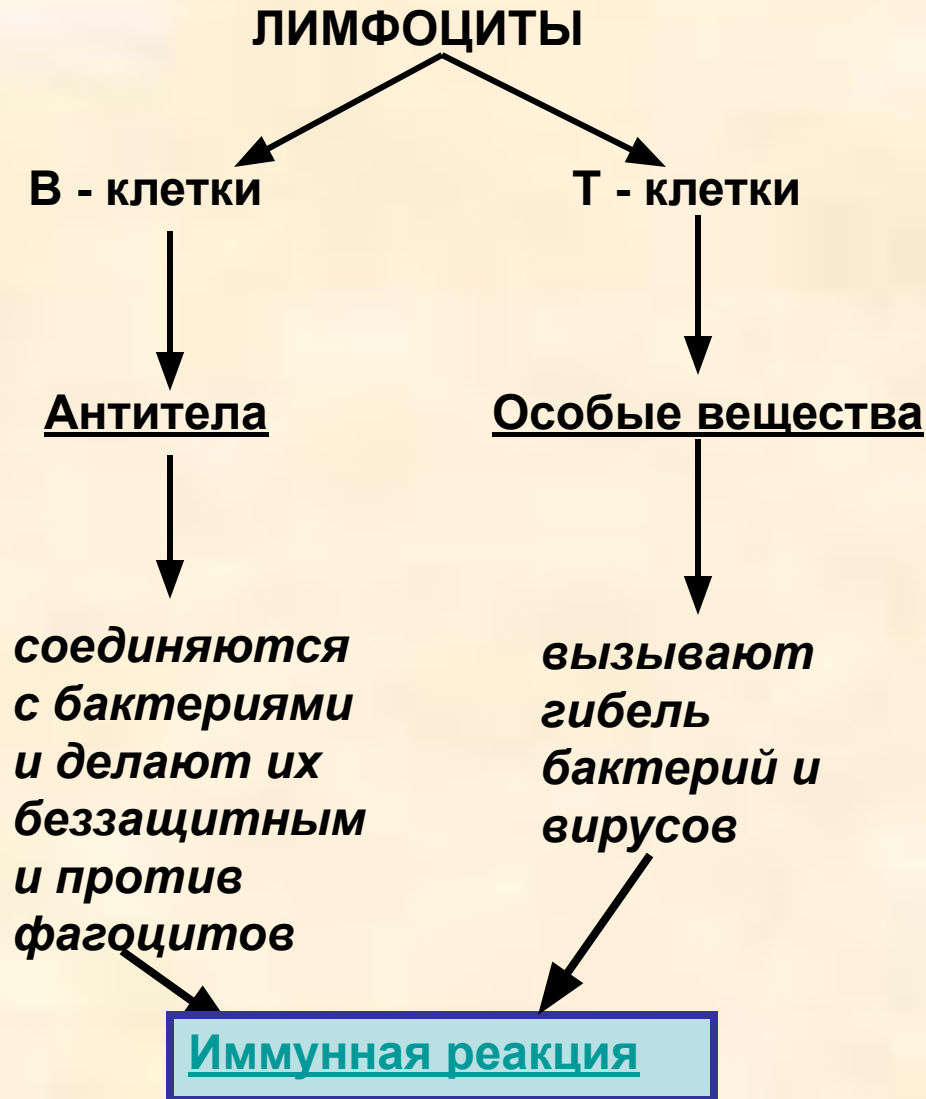 ЛИМФОЦИТЫ
В - клетки
Т - клетки
Антитела
Особые вещества
соединяются
с бактериями
и делают их
беззащитным
и против
фагоцитов
вызывают
гибель
бактерий и
вирусов
Иммунная реакция